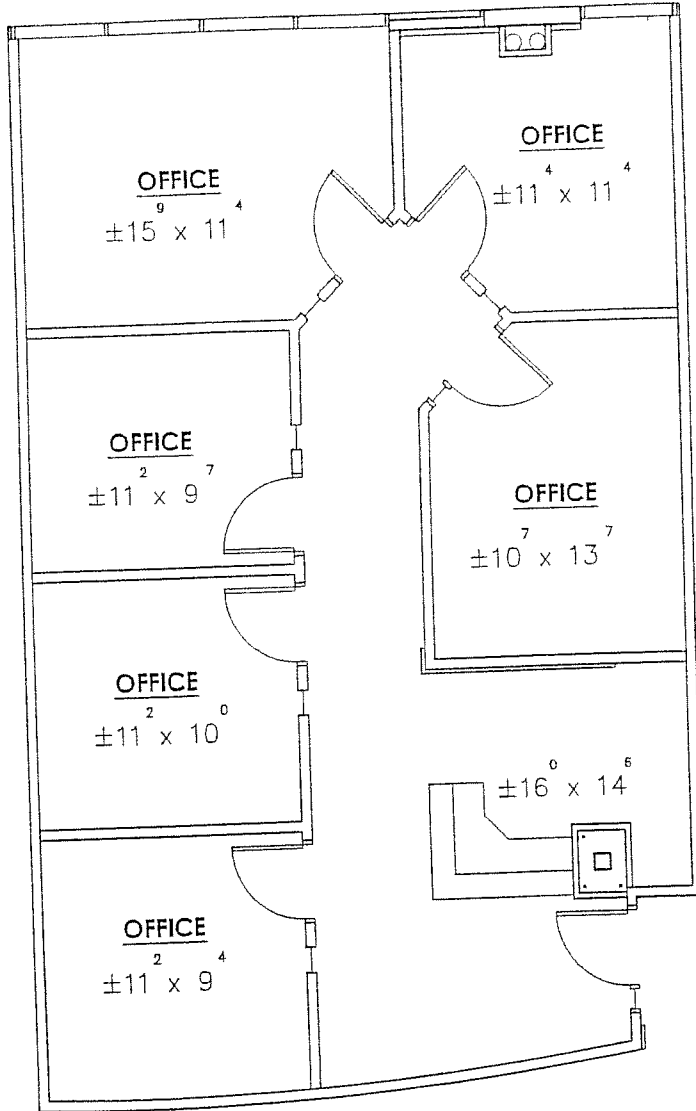 OFFICE
±15⁹ x 11⁴
OFFICE
±11⁴ x 11⁴
OFFICE
±11² x 9⁷
OFFICE
±10⁷ x 13⁷
OFFICE
±11² x 10⁰
±16⁰ x 14⁶
OFFICE
±11² x 9⁴